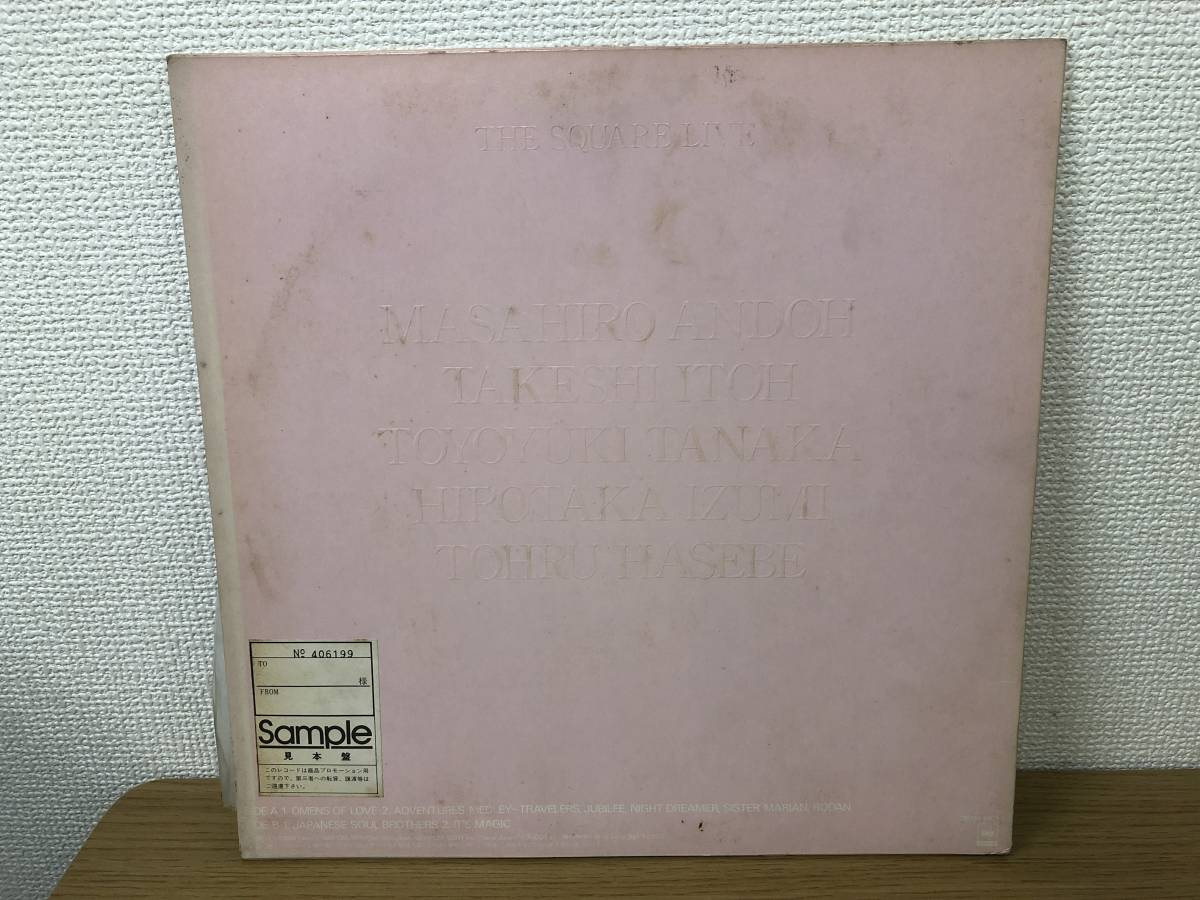 THE SQUARE LIVE
MASAHIRO ANDOH
TAKESHI ITOH
TOYOYUKI TANAKA
HIROTAKA IZUMI
TOHRU HASEBE
№ 406199
TO
様
FROM
Sample
見本盤
このレコードは商品プロモーション用
ですので、第三者への転貸、譲渡等は
ご遠慮下さい。
DE A 1. OMENS OF LOVE 2. ADVENTURES (MEDLEY–TRAVELERS, JUBILEE, NIGHT DREAMER, SISTER MARIAN, RODAN
DE B 1. JAPANESE SOUL BROTHERS 2. IT'S MAGIC